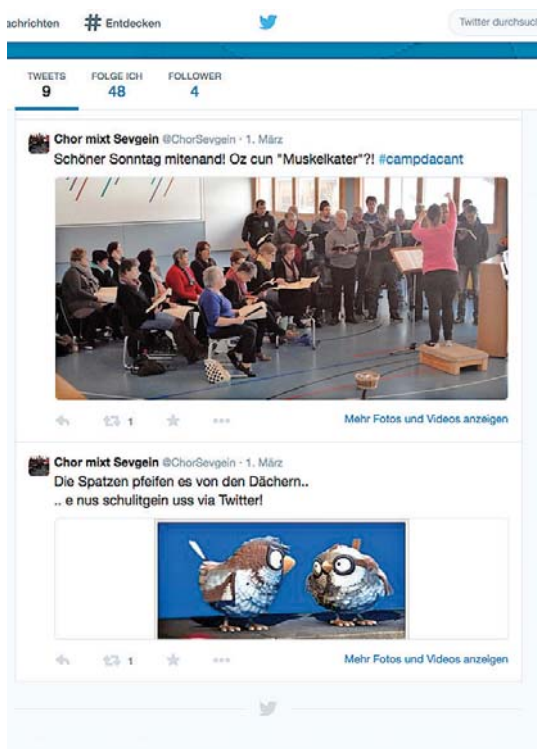 achrichten # Entdecken Twitter durchsuch
TWEETS FOLGE ICH FOLLOWER
9 48 4
Chor mixt Sevgein @ChorSevgein · 1. März
Schöner Sonntag mitenand! Oz cun "Muskelkater"?! #campdacant
1
Mehr Fotos und Videos anzeigen
Chor mixt Sevgein @ChorSevgein · 1. März
Die Spatzen pfeifen es von den Dächern..
.. e nus schulitgein uss via Twitter!
1
Mehr Fotos und Videos anzeigen